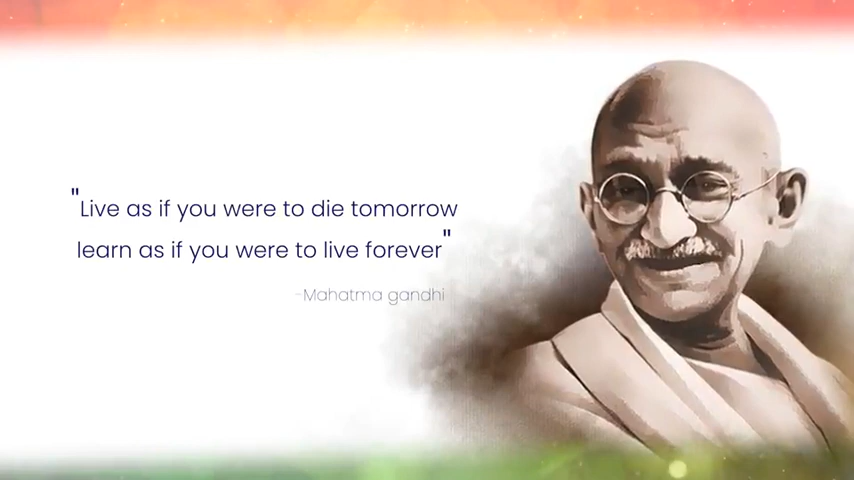 "Live as if you were to die tomorrow
learn as if you were to live forever"
-Mahatma gandhi